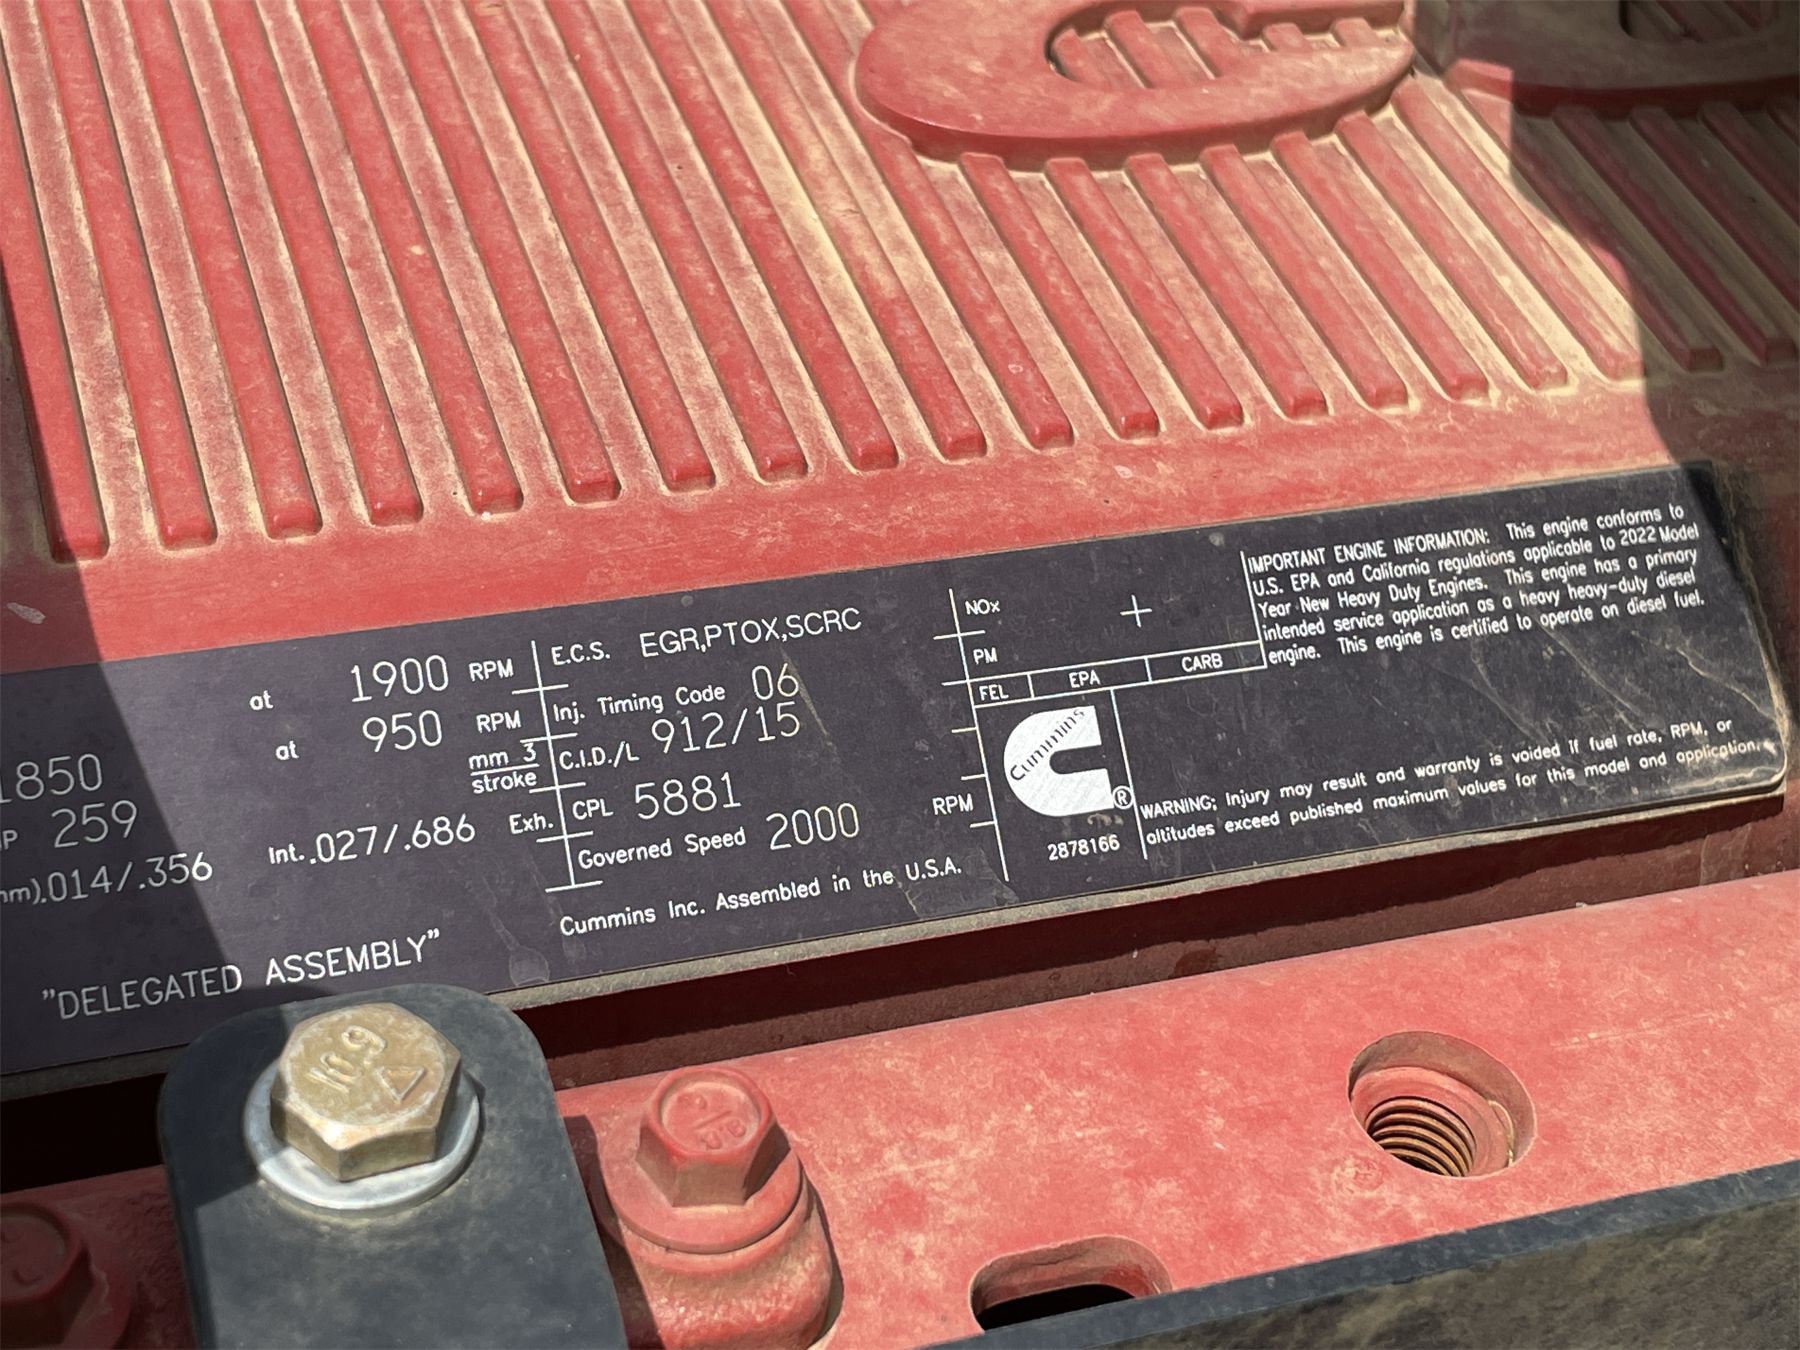 at 1900 RPM
at 950 RPM
1850
mm 3
stroke
P 259
mm).014/.356 Int..027/.686 Exh.
"DELEGATED ASSEMBLY"
E.C.S. EGR,PTOX,SCRC
Inj. Timing Code 06
C.I.D./L 912/15
CPL 5881
Governed Speed 2000 RPM
Cummins Inc. Assembled in the U.S.A.
NOx
PM
FEL EPA CARB
Cummins
®
2878166
IMPORTANT ENGINE INFORMATION: This engine conforms to
U.S. EPA and California regulations applicable to 2022 Model
Year New Heavy Duty Engines. This engine has a primary
intended service application as a heavy heavy-duty diesel
engine. This engine is certified to operate on diesel fuel.
WARNING: Injury may result and warranty is voided if fuel rate, RPM, or
altitudes exceed published maximum values for this model and application.
10.9